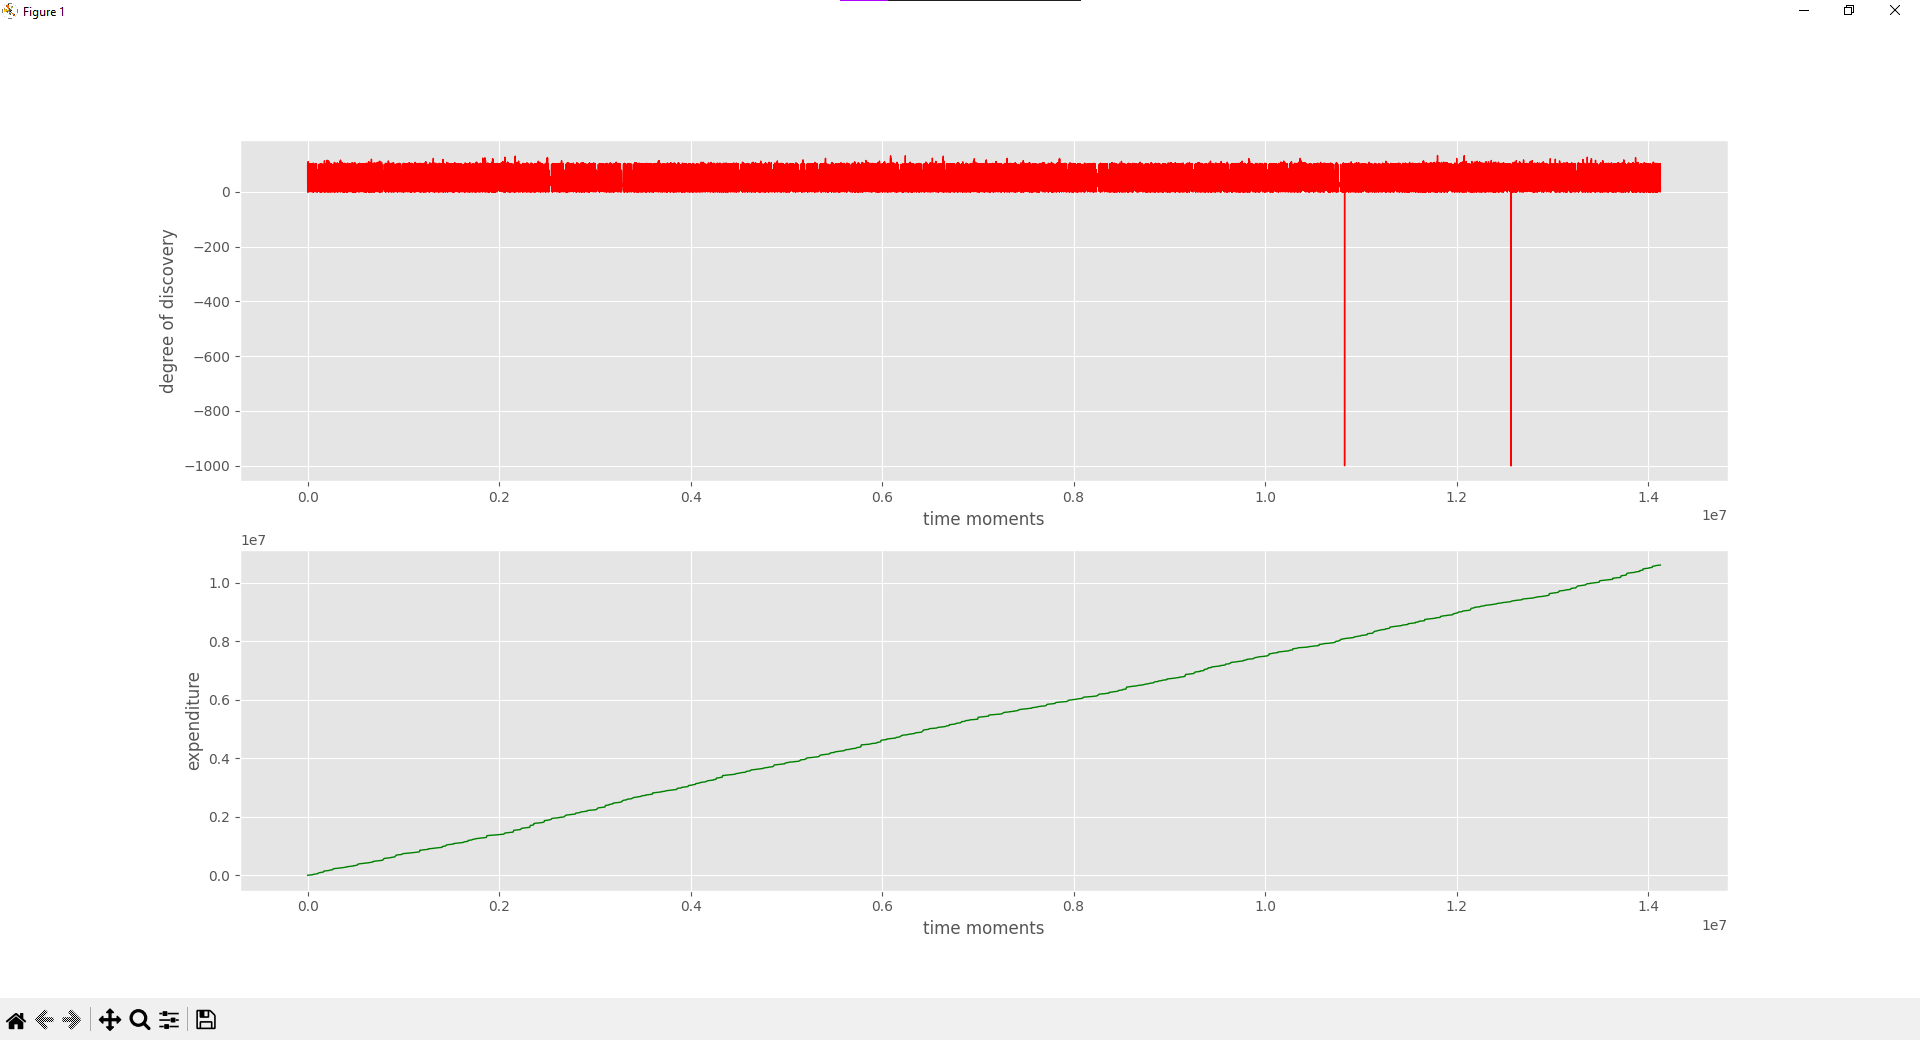 Figure 1
0
−200
−400
−600
−800
−1000
degree of discovery
0.0 0.2 0.4 0.6 0.8 1.0 1.2 1.4
1e7
time moments
1e7
1.0
0.8
0.6
0.4
0.2
0.0
expenditure
0.0 0.2 0.4 0.6 0.8 1.0 1.2 1.4
1e7
time moments